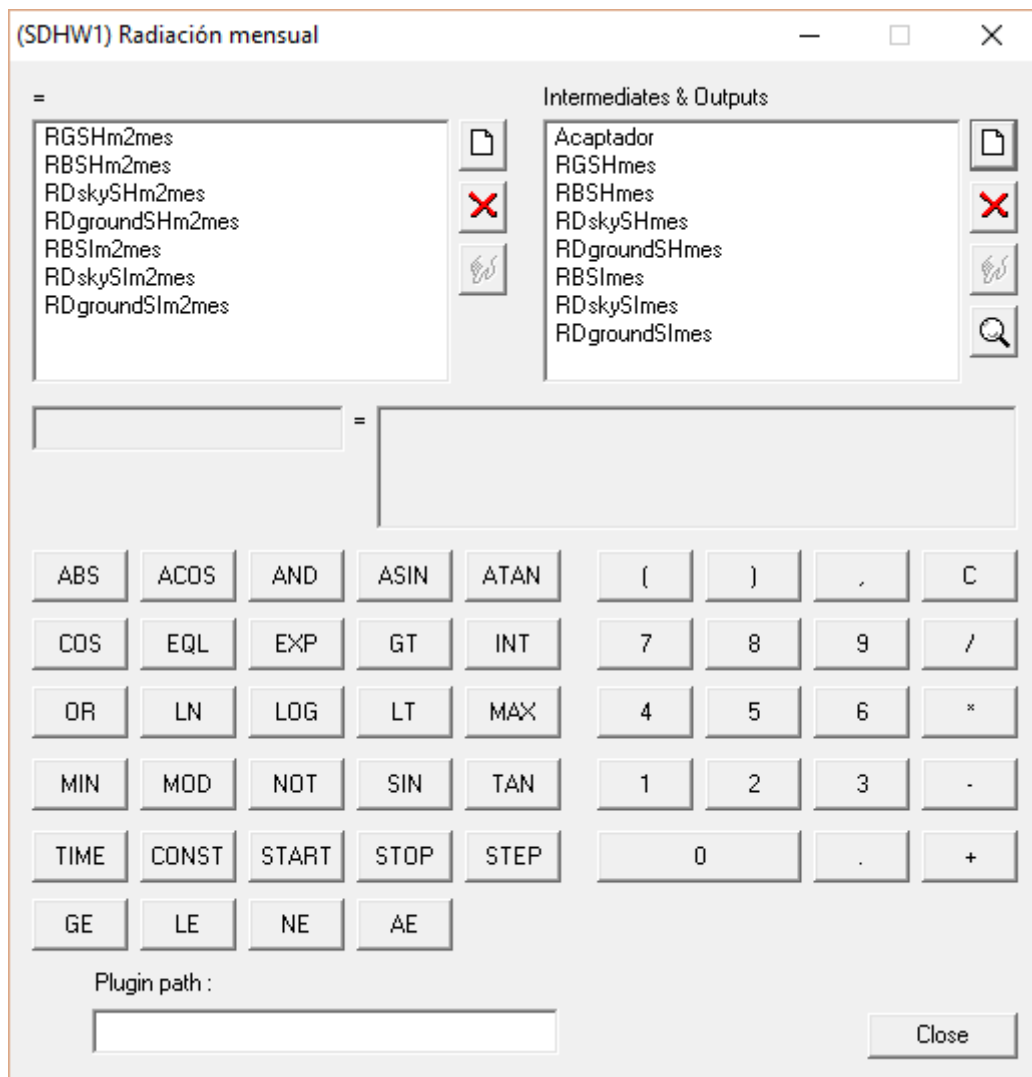 (SDHW1) Radiación mensual
=
Intermediates & Outputs
RGSHm2mes
RBSHm2mes
RDskySHm2mes
RDgroundSHm2mes
RBSIm2mes
RDskySIm2mes
RDgroundSIm2mes
Acaptador
RGSHmes
RBSHmes
RDskySHmes
RDgroundSHmes
RBSImes
RDskySImes
RDgroundSImes
=
ABS ACOS AND ASIN ATAN ( ) , C
COS EQL EXP GT INT 7 8 9 /
OR LN LOG LT MAX 4 5 6 *
MIN MOD NOT SIN TAN 1 2 3 -
TIME CONST START STOP STEP 0 . +
GE LE NE AE
Plugin path :
Close